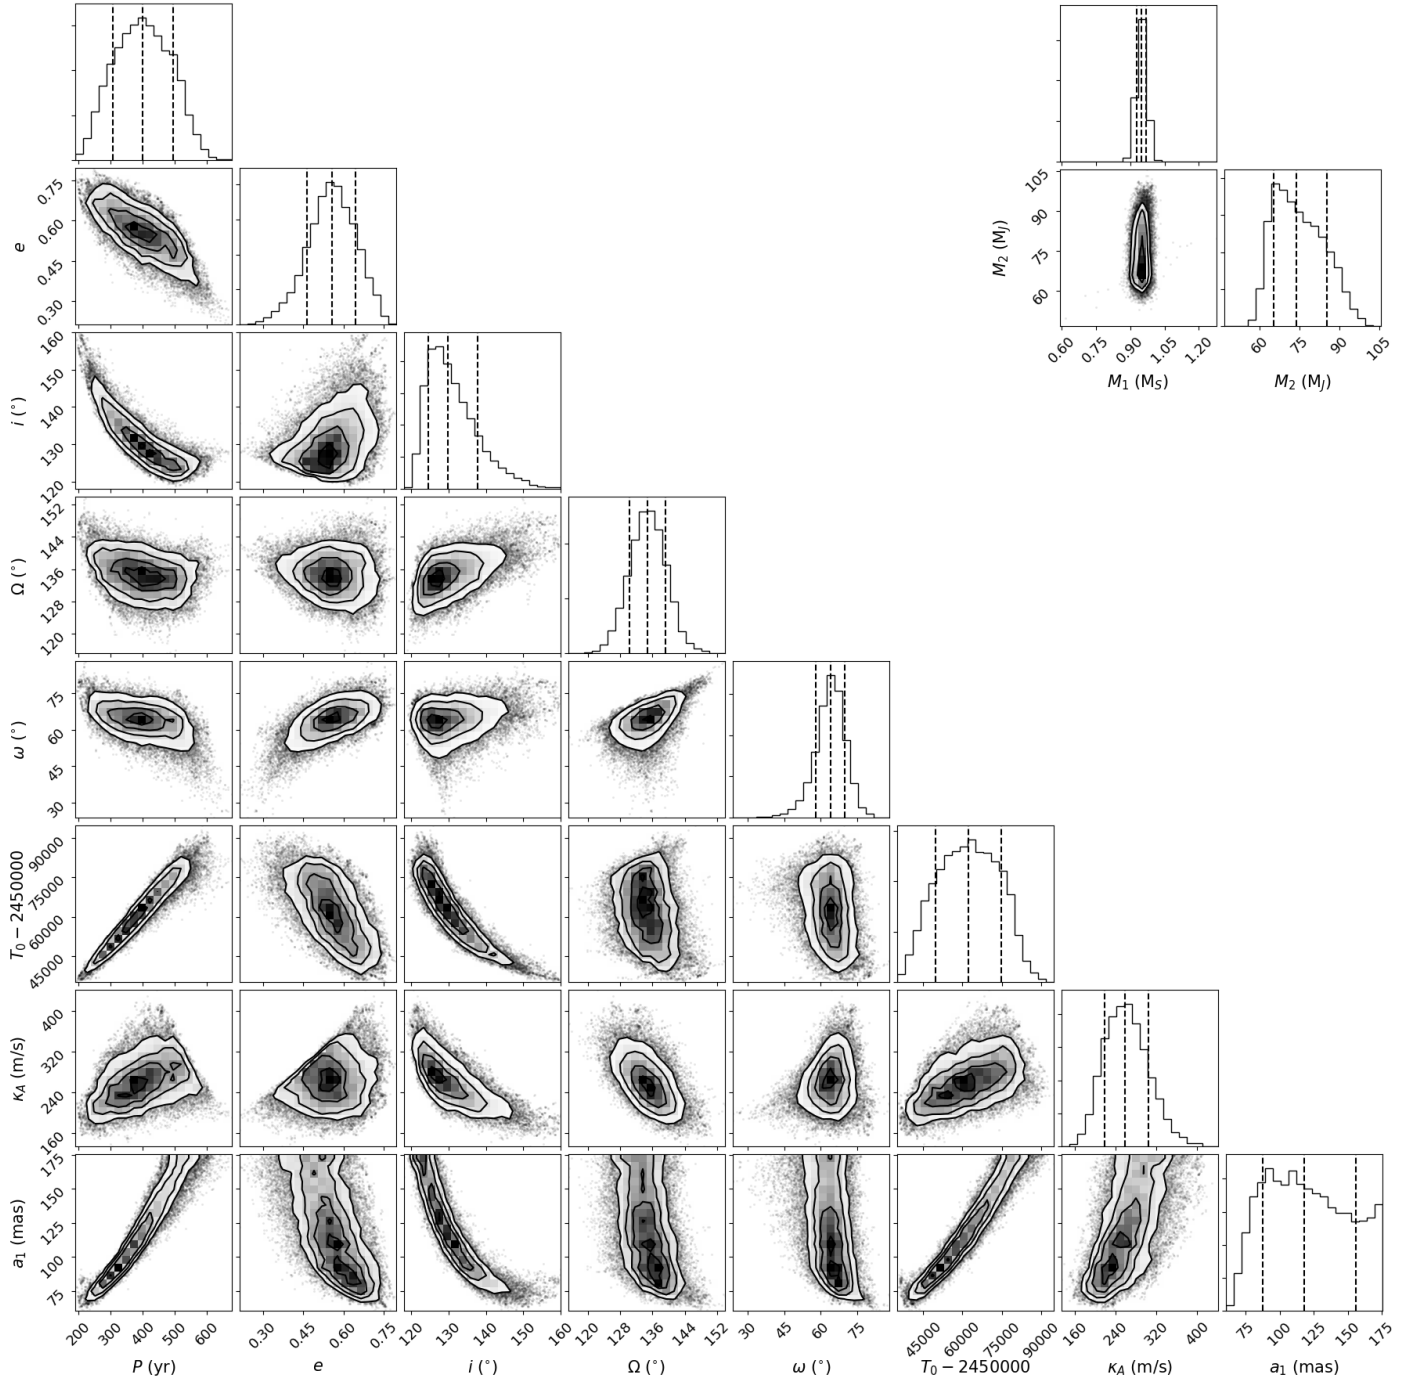 105
90
75
60
M₂ (M_J)
0.60 0.75 0.90 1.05 1.20
60 75 90 105
M₁ (M_S)
M₂ (M_J)
0.75
0.60
0.45
0.30
e
160
150
140
130
120
i (°)
152
144
136
128
120
Ω (°)
75
60
45
30
ω (°)
90000
75000
60000
45000
T₀ − 2450000
400
320
240
160
κ_A (m/s)
175
150
125
100
75
a₁ (mas)
200 300 400 500 600
0.30 0.45 0.60 0.75
120 130 140 150 160
120 128 136 144 152
30 45 60 75
45000 60000 75000 90000
160 240 320 400
75 100 125 150 175
P (yr)
e
i (°)
Ω (°)
ω (°)
T₀ − 2450000
κ_A (m/s)
a₁ (mas)